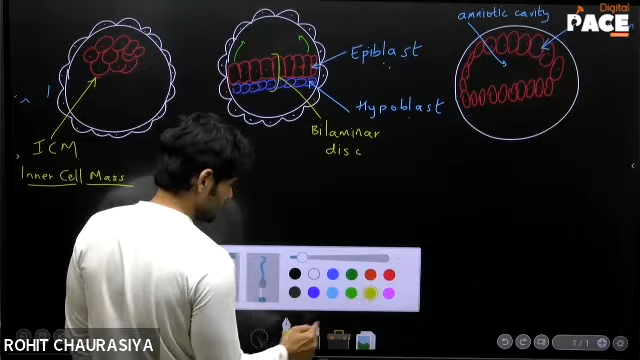 amniotic cavity
Digital
PACE
Epiblast
Hypoblast
Bilaminar
disc
ICM
Inner Cell Mass
ROHIT CHAURASIYA
1/1